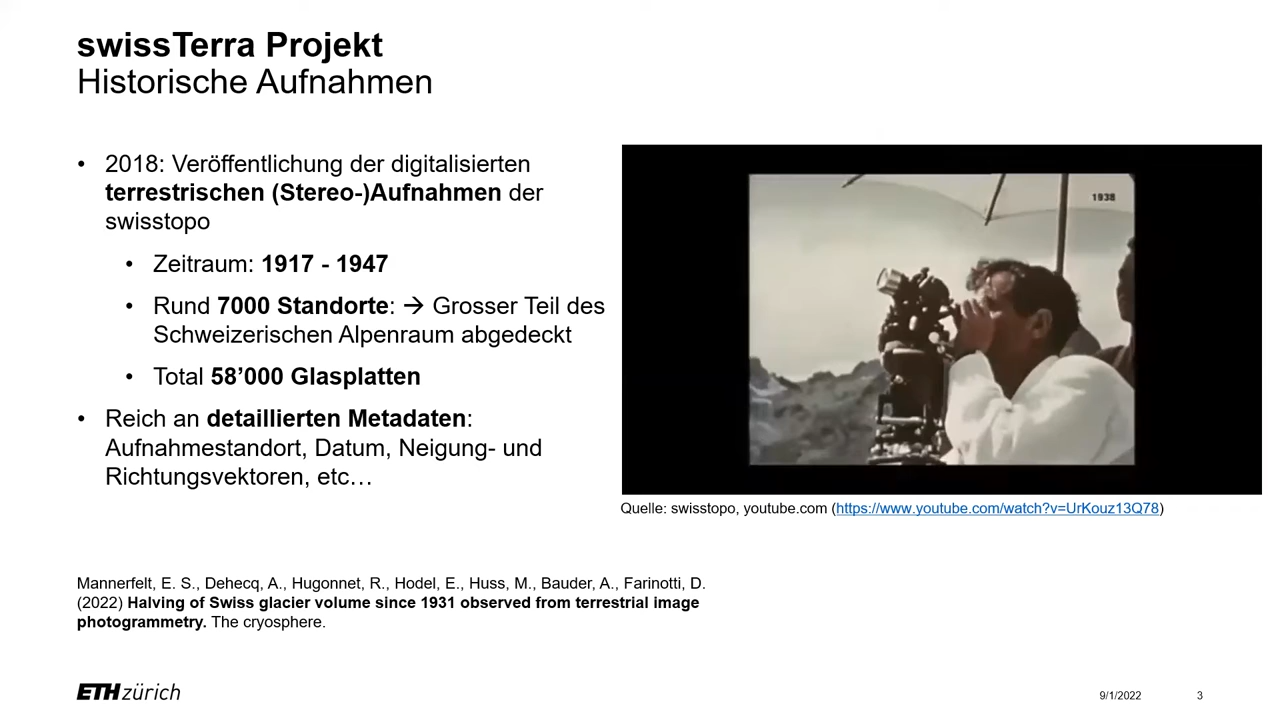 swissTerra Projekt
Historische Aufnahmen
• 2018: Veröffentlichung der digitalisierten
terrestrischen (Stereo-)Aufnahmen der
swisstopo
• Zeitraum: 1917 - 1947
• Rund 7000 Standorte: → Grosser Teil des
Schweizerischen Alpenraum abgedeckt
• Total 58’000 Glasplatten
• Reich an detaillierten Metadaten:
Aufnahmestandort, Datum, Neigung- und
Richtungsvektoren, etc…
1938
Quelle: swisstopo, youtube.com (https://www.youtube.com/watch?v=UrKouz13Q78)
Mannerfelt, E. S., Dehecq, A., Hugonnet, R., Hodel, E., Huss, M., Bauder, A., Farinotti, D.
(2022) Halving of Swiss glacier volume since 1931 observed from terrestrial image
photogrammetry. The cryosphere.
ETH zürich
9/1/2022
3